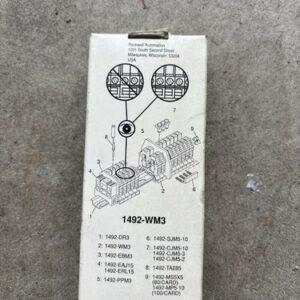 Rockwell Automation
1201 South Second Street
Milwaukee, Wisconsin 53204
USA
1492-WM3
1: 1492-DR3
2: 1492-WM3
3: 1492-EBM3
4: 1492-EAJ15
1492-ERL15
5: 1492-PPM3
6: 1492-SJM5-10
7: 1492-CJM5-10
1492-CJM5-3
1492-CJM5-2
8: 1492-TA285
9: 1492-MS5X5
(80/CARD)
1492-MP5-10
(100/CARD)